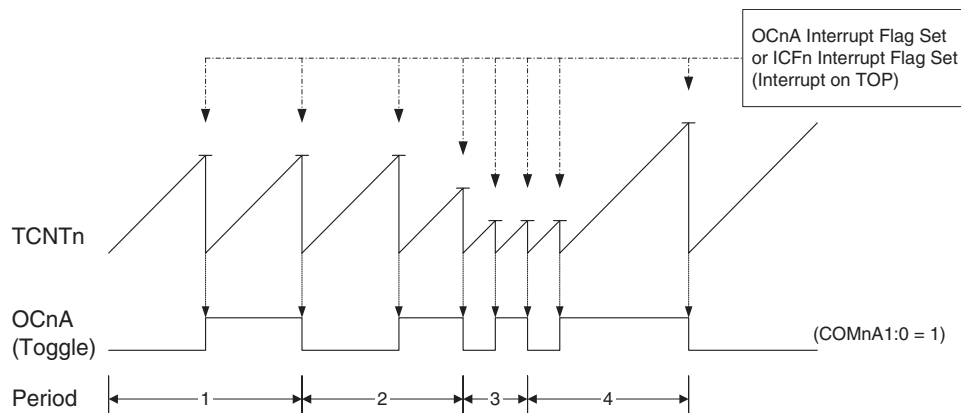 OCnA Interrupt Flag Set
or ICFn Interrupt Flag Set
(Interrupt on TOP)
TCNTn
OCnA
(Toggle)
(COMnA1:0 = 1)
Period
1
2
3
4